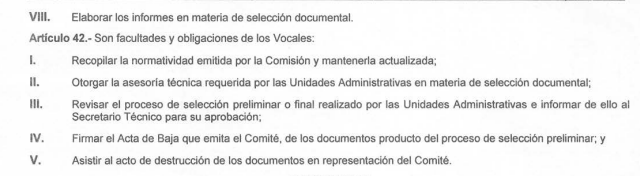 VIII. Elaborar los informes en materia de selección documental.
Artículo 42.- Son facultades y obligaciones de los Vocales:
I. Recopilar la normatividad emitida por la Comisión y mantenerla actualizada;
II. Otorgar la asesoría técnica requerida por las Unidades Administrativas en materia de selección documental;
III. Revisar el proceso de selección preliminar o final realizado por las Unidades Administrativas e informar de ello al
Secretario Técnico para su aprobación;
IV. Firmar el Acta de Baja que emita el Comité, de los documentos producto del proceso de selección preliminar; y
V. Asistir al acto de destrucción de los documentos en representación del Comité.